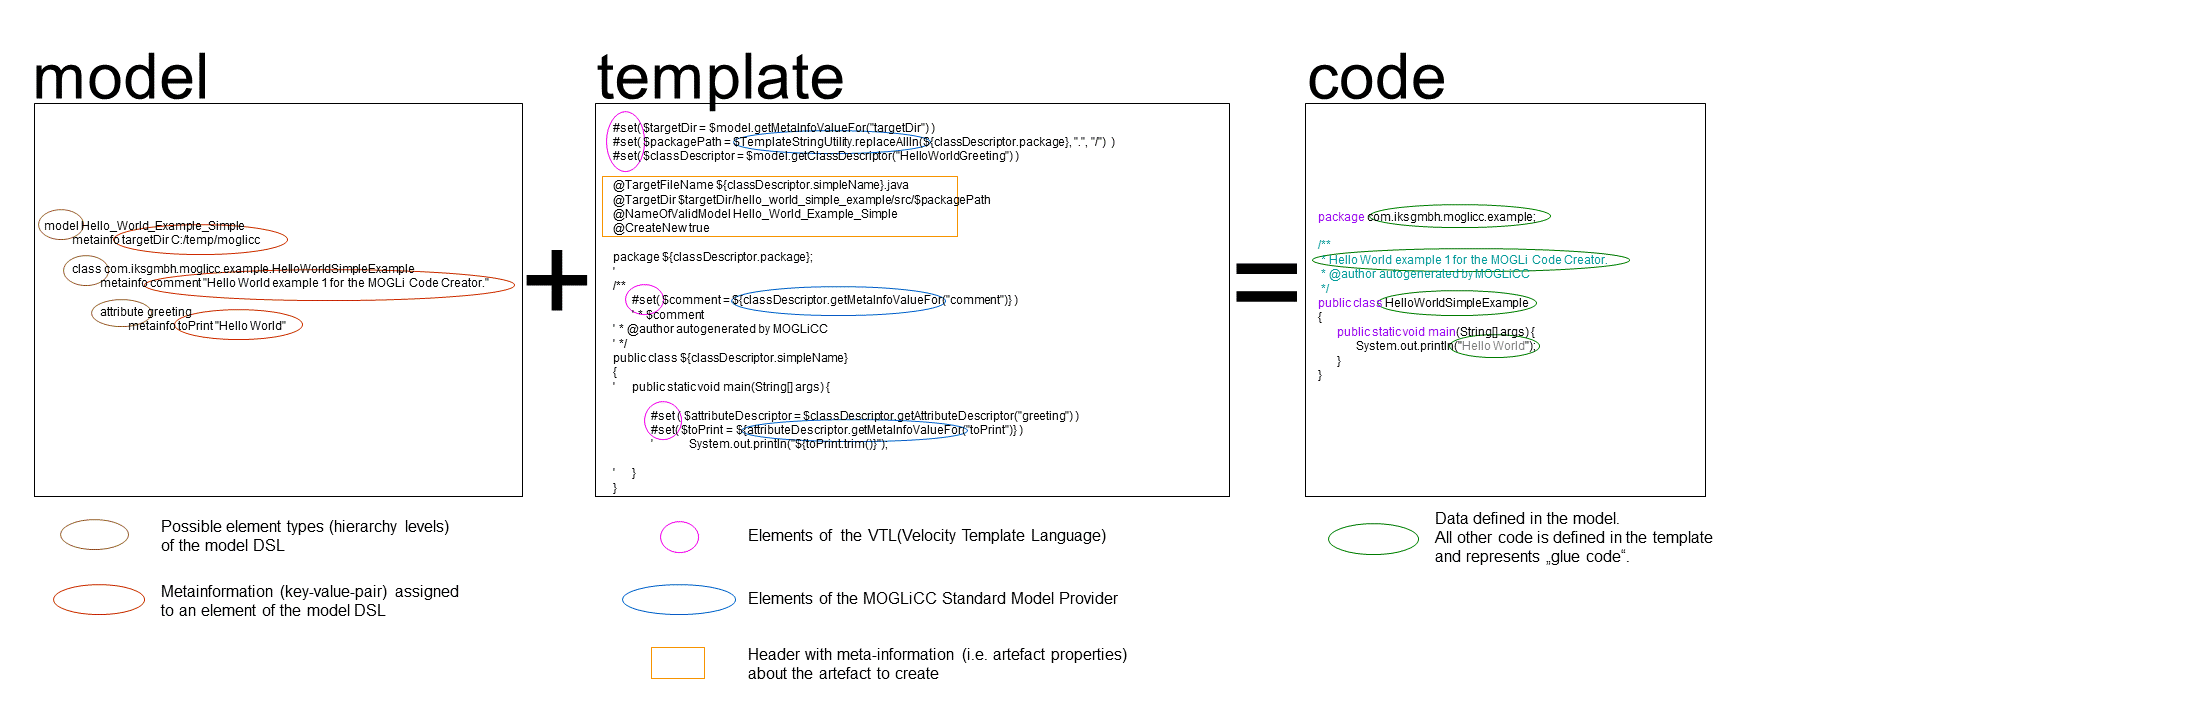 model
model Hello_World_Example_Simple
metainfo targetDir C:/temp/moglicc
class com.iksgmbh.moglicc.example.HelloWorldSimpleExample
metainfo comment "Hello World example 1 for the MOGLi Code Creator."
attribute greeting
metainfo toPrint "Hello World"
Possible element types (hierarchy levels)
of the model DSL
Metainformation (key-value-pair) assigned
to an element of the model DSL
+
template
#set( $targetDir = $model.getMetaInfoValueFor("targetDir") )
#set( $packagePath = $TemplateStringUtility.replaceAllIn(${classDescriptor.package}, ".", "/") )
#set( $classDescriptor = $model.getClassDescriptor("HelloWorldGreeting") )
@TargetFileName ${classDescriptor.simpleName}.java
@TargetDir $targetDir/hello_world_simple_example/src/$packagePath
@NameOfValidModel Hello_World_Example_Simple
@CreateNew true
package ${classDescriptor.package};
'
/**
#set( $comment = ${classDescriptor.getMetaInfoValueFor("comment")} )
' * $comment
' * @author autogenerated by MOGLiCC
' */
public class ${classDescriptor.simpleName}
{
' public static void main(String[] args) {
#set ( $attributeDescriptor = $classDescriptor.getAttributeDescriptor("greeting") )
#set( $toPrint = ${attributeDescriptor.getMetaInfoValueFor("toPrint")} )
' System.out.println("${toPrint.trim()}");
' }
}
Elements of the VTL(Velocity Template Language)
Elements of the MOGLiCC Standard Model Provider
Header with meta-information (i.e. artefact properties)
about the artefact to create
=
code
package com.iksgmbh.moglicc.example;
/**
* Hello World example 1 for the MOGLi Code Creator.
* @author autogenerated by MOGLiCC
*/
public class HelloWorldSimpleExample
{
public static void main(String[] args) {
System.out.println("Hello World");
}
}
Data defined in the model.
All other code is defined in the template
and represents „glue code“.